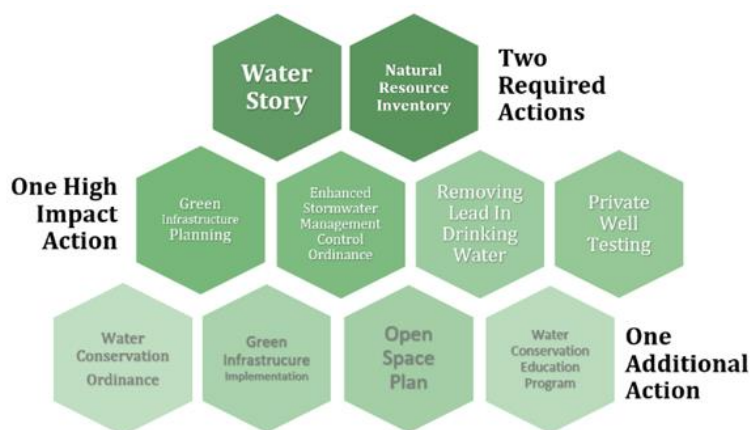 Water
Story
Natural
Resource
Inventory
Two
Required
Actions
One High
Impact
Action
Green
Infrastructure
Planning
Enhanced
Stormwater
Management
Control
Ordinance
Removing
Lead In
Drinking
Water
Private
Well
Testing
Water
Conservation
Ordinance
Green
Infrastrucure
Implementation
Open
Space
Plan
Water
Conservation
Education
Program
One
Additional
Action